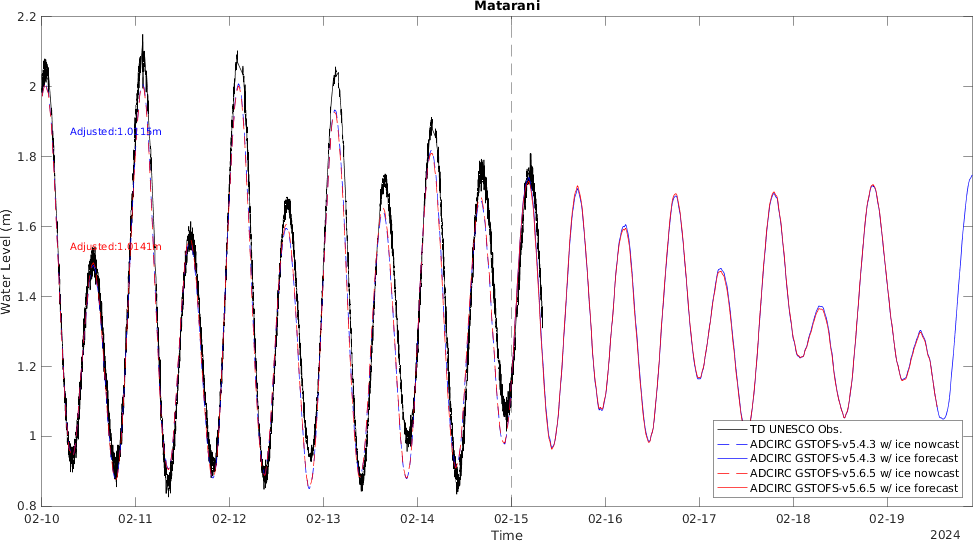 Matarani
2.2
2
1.8
1.6
1.4
1.2
1
0.8
Water Level (m)
Adjusted:1.0115m
Adjusted:1.0141m
TD UNESCO Obs.
ADCIRC GSTOFS-v5.4.3 w/ ice nowcast
ADCIRC GSTOFS-v5.4.3 w/ ice forecast
ADCIRC GSTOFS-v5.6.5 w/ ice nowcast
ADCIRC GSTOFS-v5.6.5 w/ ice forecast
02-10 02-11 02-12 02-13 02-14 02-15 02-16 02-17 02-18 02-19
Time
2024